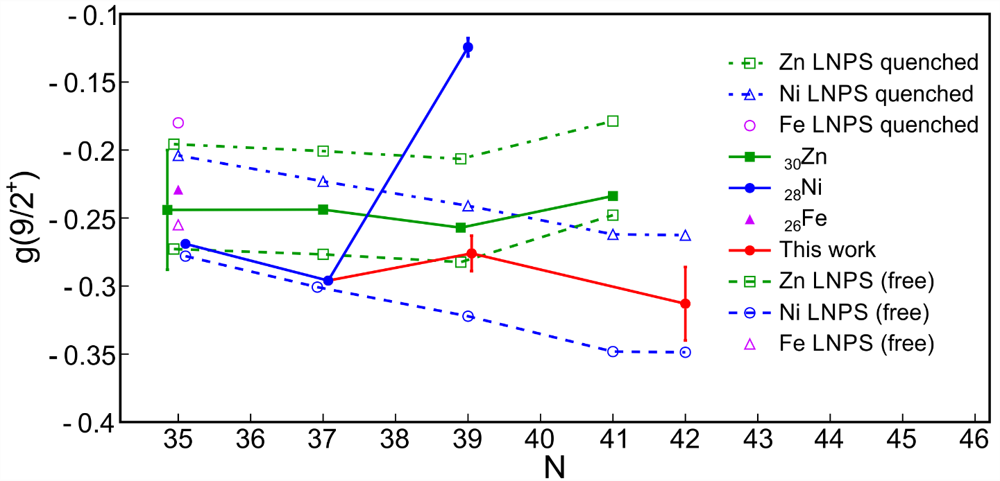 g(9/2+)
- 0.1
- 0.15
- 0.2
- 0.25
- 0.3
- 0.35
- 0.4
35 36 37 38 39 40 41 42 43 44 45 46
N
Zn LNPS quenched
Ni LNPS quenched
Fe LNPS quenched
30Zn
28Ni
26Fe
This work
Zn LNPS (free)
Ni LNPS (free)
Fe LNPS (free)